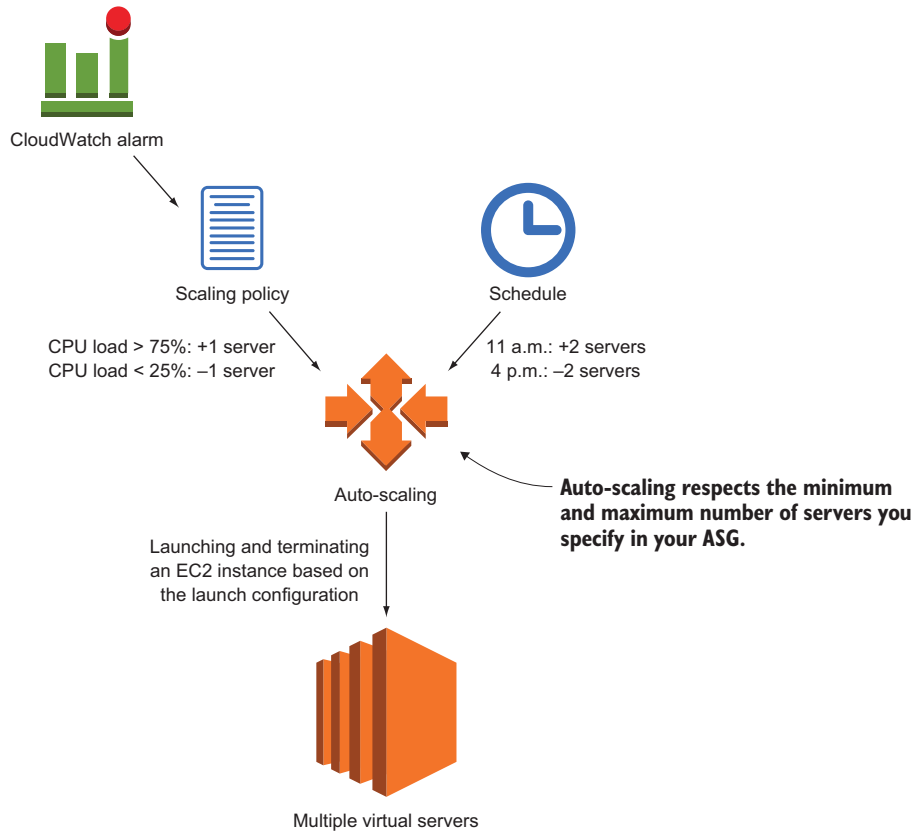 CloudWatch alarm
Scaling policy
Schedule
CPU load > 75%: +1 server
CPU load < 25%: –1 server
11 a.m.: +2 servers
4 p.m.: –2 servers
Auto-scaling
Auto-scaling respects the minimum
and maximum number of servers you
specify in your ASG.
Launching and terminating
an EC2 instance based on
the launch configuration
Multiple virtual servers